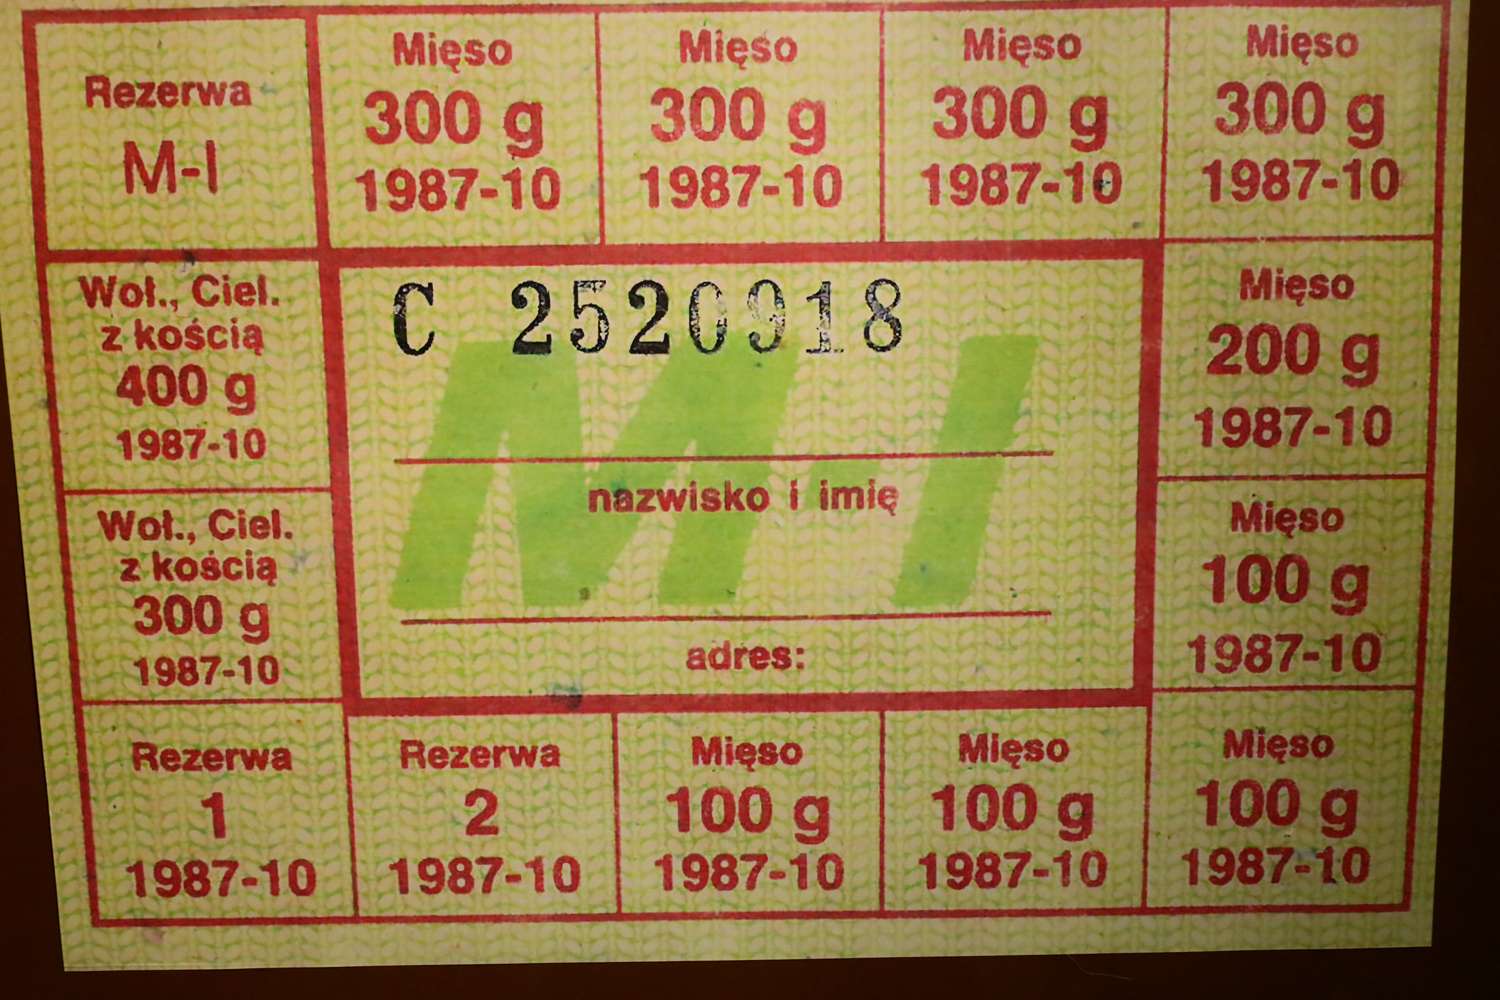 Rezerwa
M-I
Mięso
300 g
1987-10
Mięso
300 g
1987-10
Mięso
300 g
1987-10
Mięso
300 g
1987-10
Woł., Ciel.
z kością
400 g
1987-10
C 2520918
M-I
nazwisko i imię
adres:
Mięso
200 g
1987-10
Woł., Ciel.
z kością
300 g
1987-10
Mięso
100 g
1987-10
Rezerwa
1
1987-10
Rezerwa
2
1987-10
Mięso
100 g
1987-10
Mięso
100 g
1987-10
Mięso
100 g
1987-10